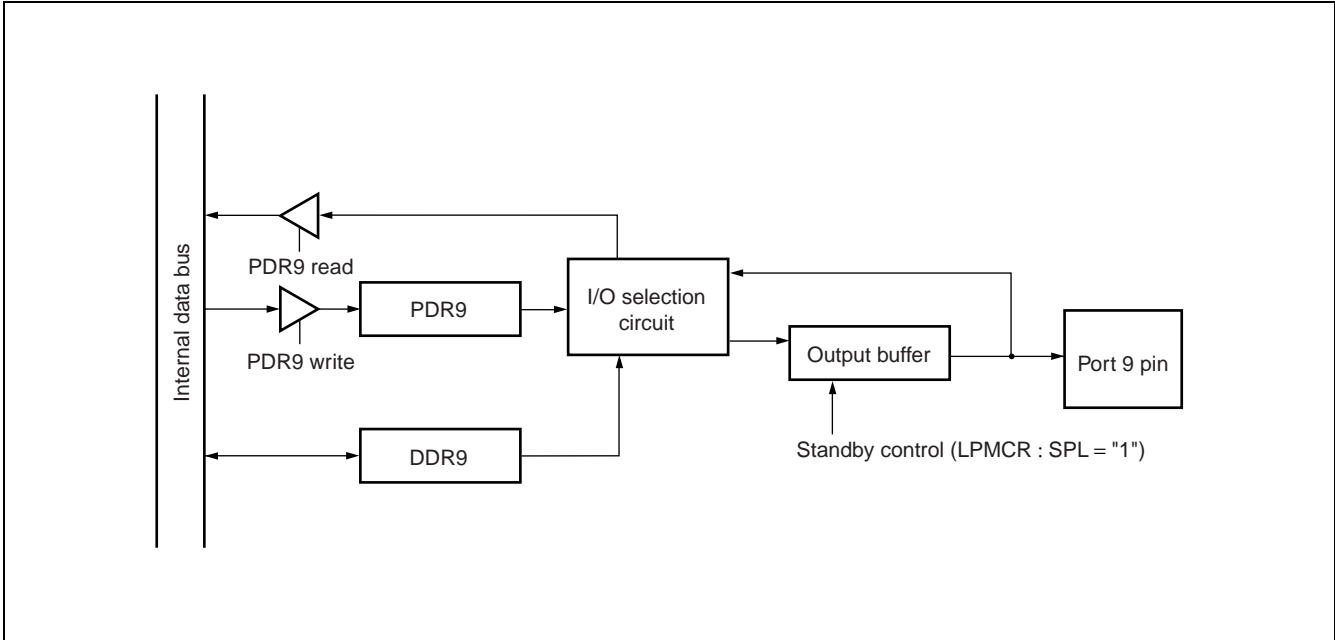 Internal data bus
PDR9 read
PDR9
PDR9 write
DDR9
I/O selection
circuit
Output buffer
Port 9 pin
Standby control (LPMCR : SPL = "1")